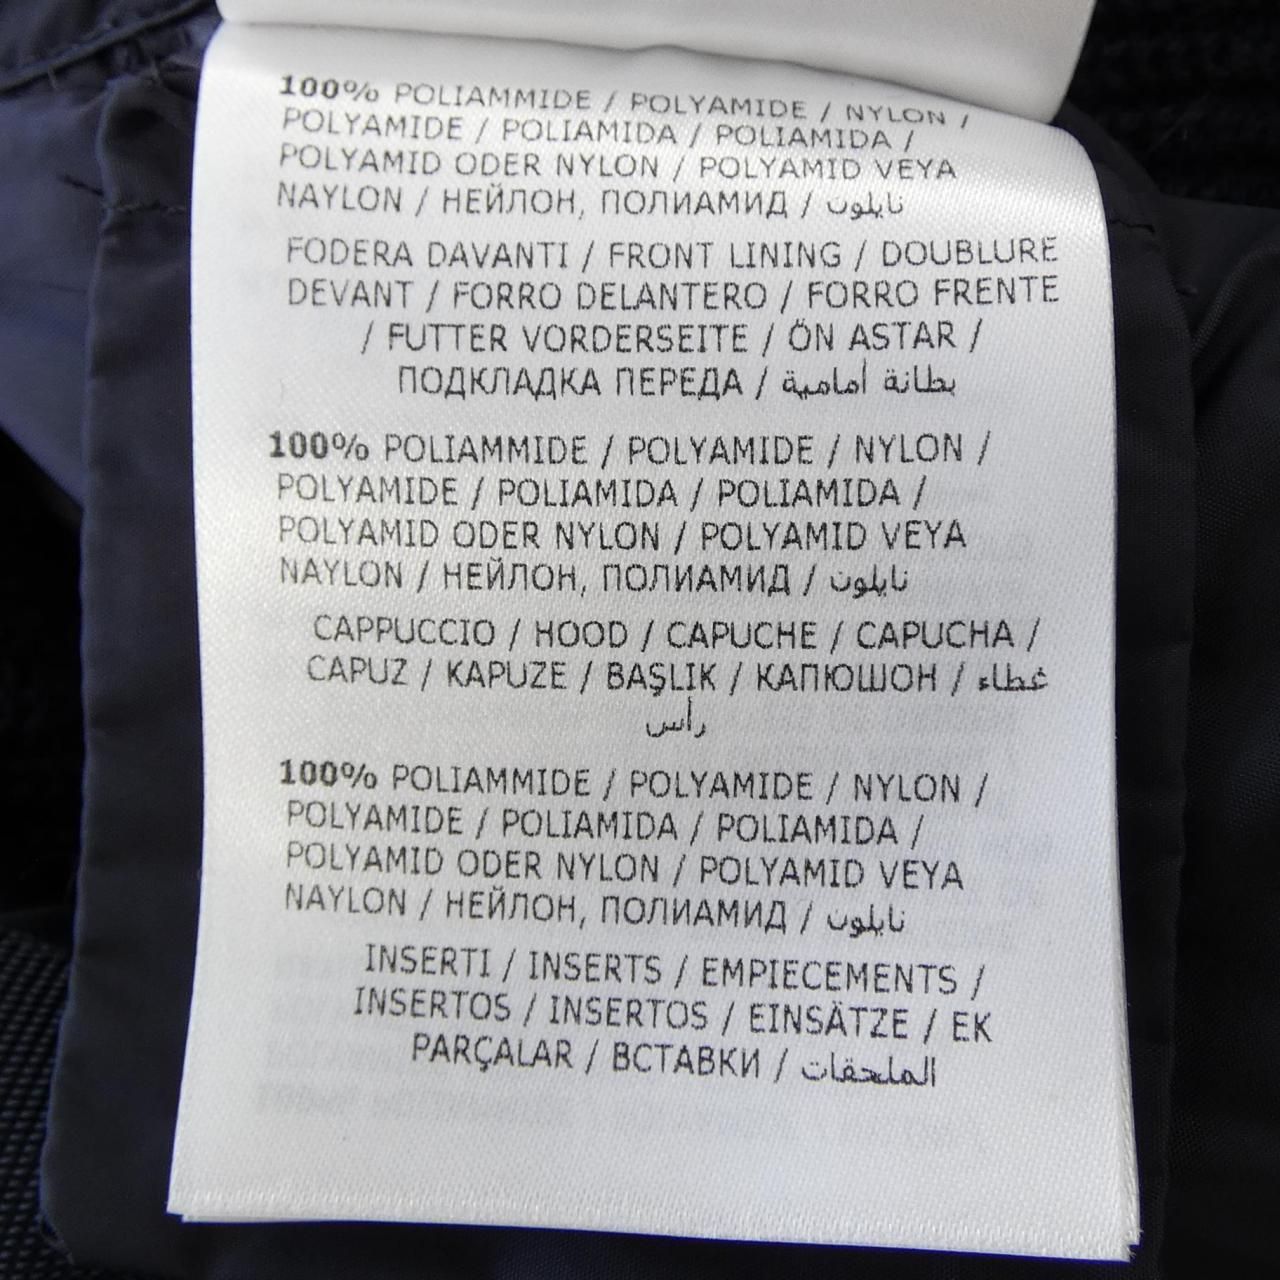 100% POLIAMMIDE / POLYAMIDE / NYLON /
POLYAMIDE / POLIAMIDA / POLIAMIDA /
POLYAMID ODER NYLON / POLYAMID VEYA
NAYLON / НЕЙЛОН, ПОЛИАМИД / نايلون
FODERA DAVANTI / FRONT LINING / DOUBLURE
DEVANT / FORRO DELANTERO / FORRO FRENTE
/ FUTTER VORDERSEITE / ÖN ASTAR /
ПОДКЛАДКА ПЕРЕДА / بطانة أمامية
100% POLIAMMIDE / POLYAMIDE / NYLON /
POLYAMIDE / POLIAMIDA / POLIAMIDA /
POLYAMID ODER NYLON / POLYAMID VEYA
NAYLON / НЕЙЛОН, ПОЛИАМИД / نايلون
CAPPUCCIO / HOOD / CAPUCHE / CAPUCHA /
CAPUZ / KAPUZE / BAŞLIK / КАПЮШОН / غطاء
رأس
100% POLIAMMIDE / POLYAMIDE / NYLON /
POLYAMIDE / POLIAMIDA / POLIAMIDA /
POLYAMID ODER NYLON / POLYAMID VEYA
NAYLON / НЕЙЛОН, ПОЛИАМИД / نايلون
INSERTI / INSERTS / EMPIECEMENTS /
INSERTOS / INSERTOS / EINSÄTZE / EK
PARÇALAR / ВСТАВКИ / الملحقات